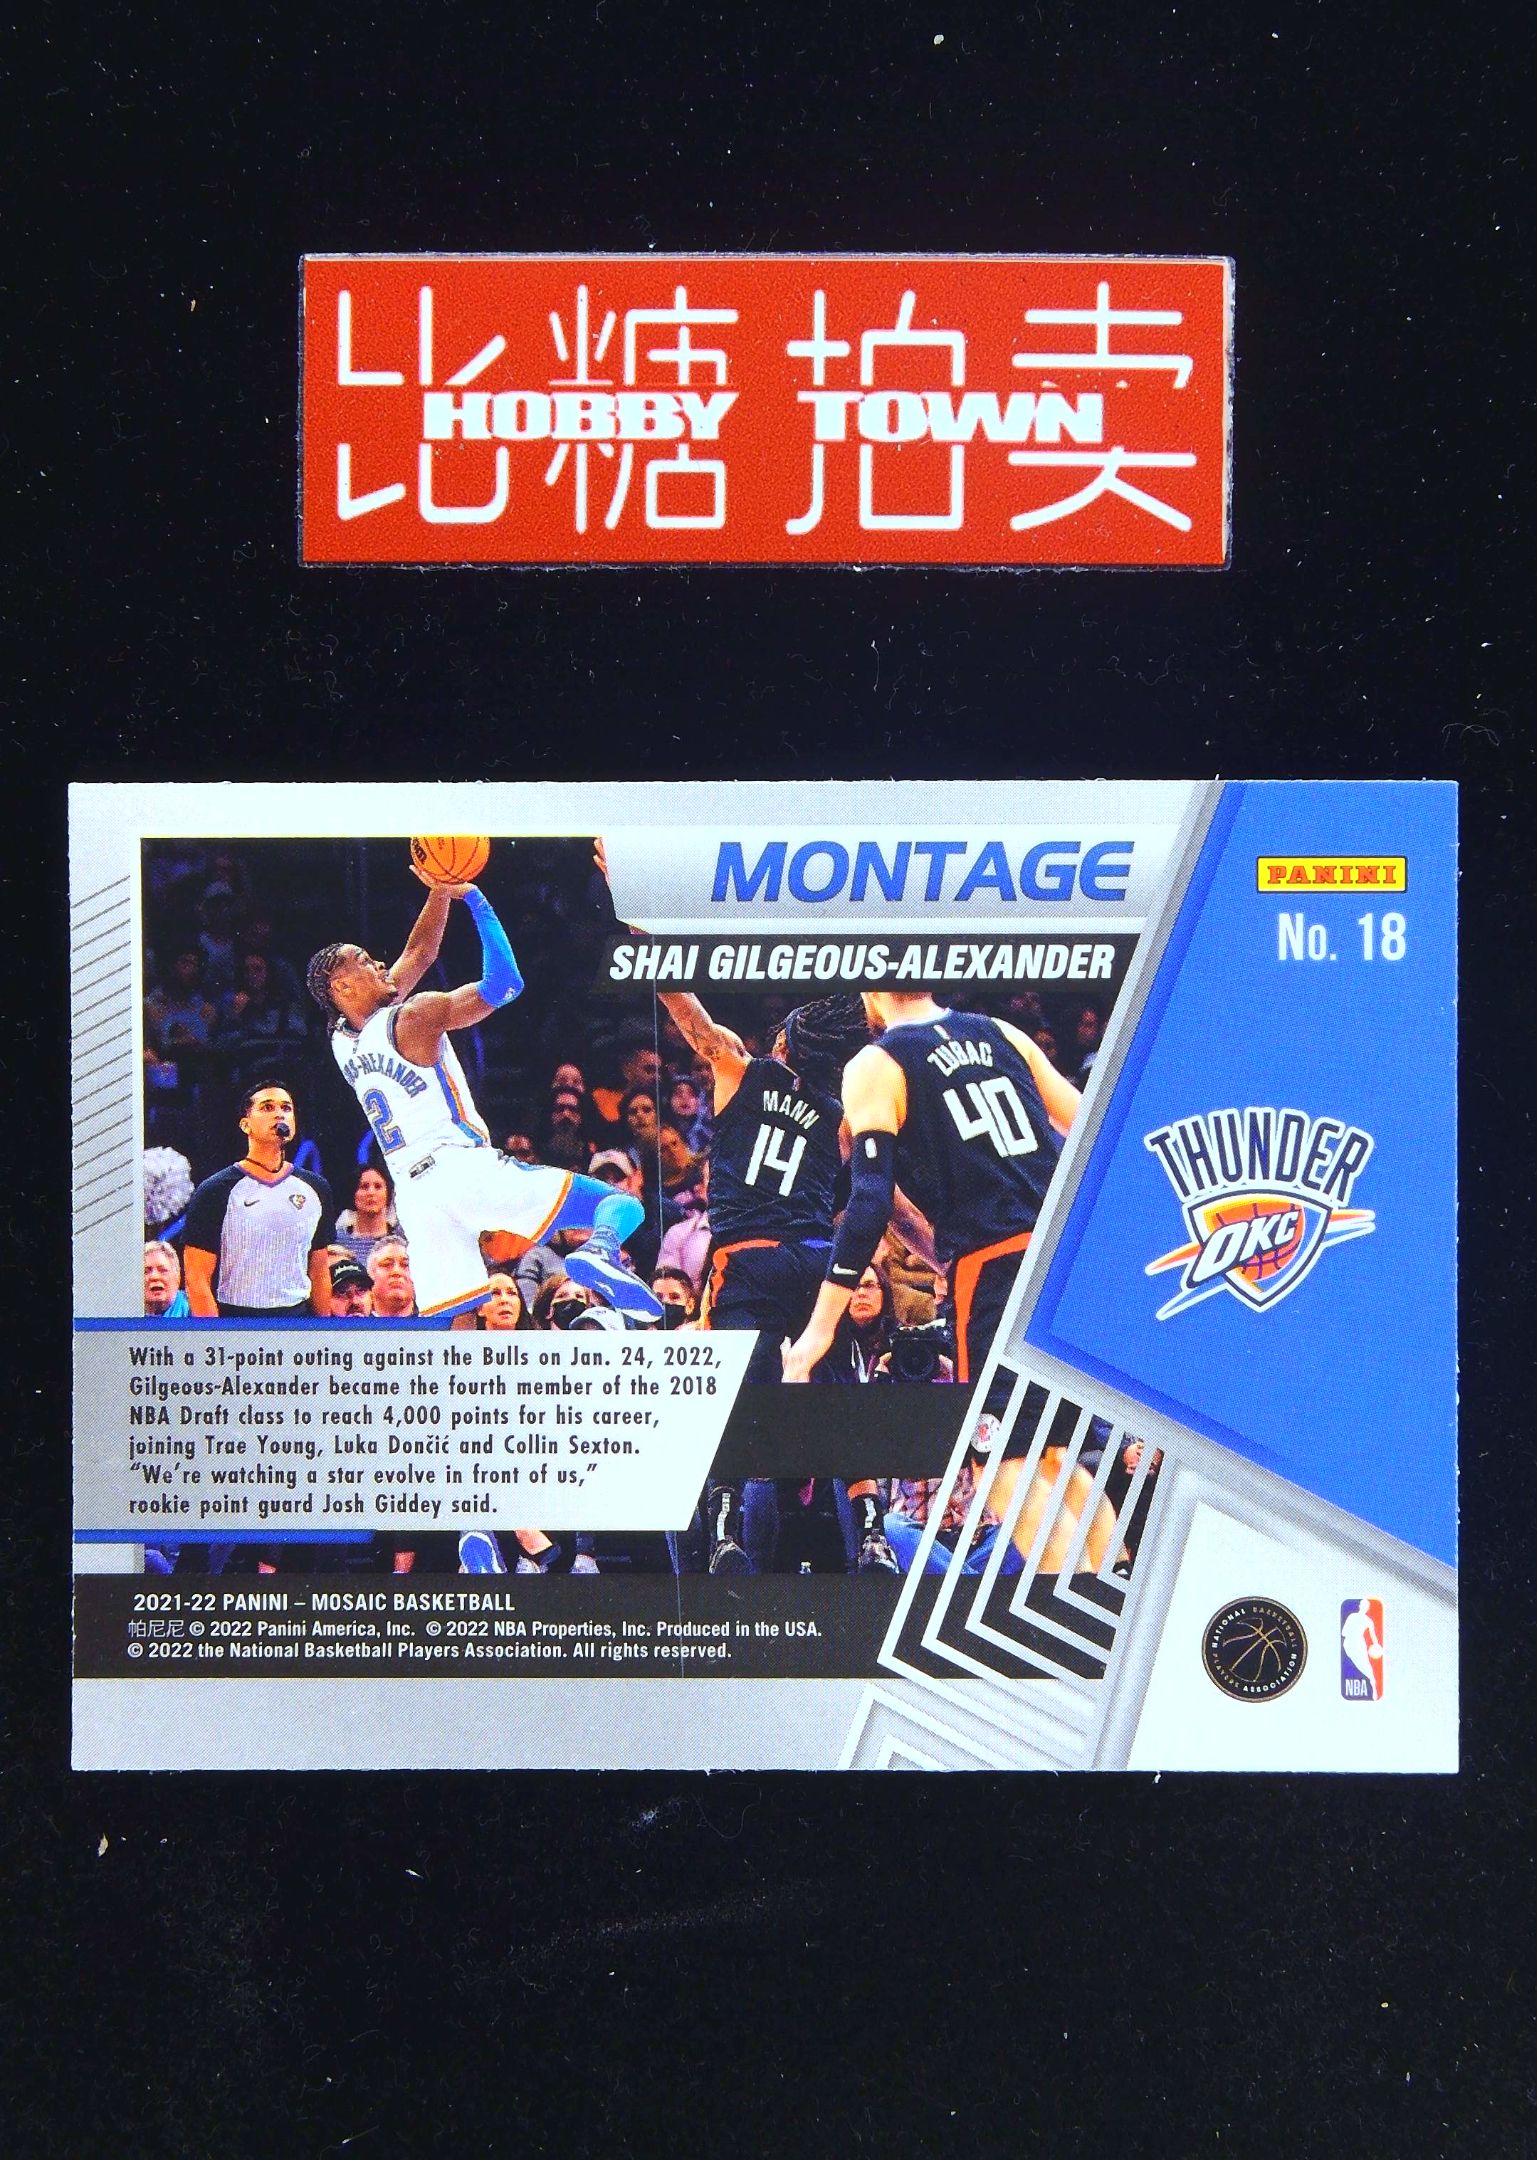 比糖拍卖
HOBBY TOWN
MONTAGE
SHAI GILGEOUS-ALEXANDER
PANINI
No. 18
MANN
14
ZUBAC
40
S-ALEXANDER
2
THUNDER
OKC
With a 31-point outing against the Bulls on Jan. 24, 2022,
Gilgeous-Alexander became the fourth member of the 2018
NBA Draft class to reach 4,000 points for his career,
joining Trae Young, Luka Dončić and Collin Sexton.
“We’re watching a star evolve in front of us,”
rookie point guard Josh Giddey said.
2021-22 PANINI – MOSAIC BASKETBALL
帕尼尼 © 2022 Panini America, Inc. © 2022 NBA Properties, Inc. Produced in the USA.
© 2022 the National Basketball Players Association. All rights reserved.
NATIONAL BASKETBALL
PLAYERS ASSOCIATION
NBA